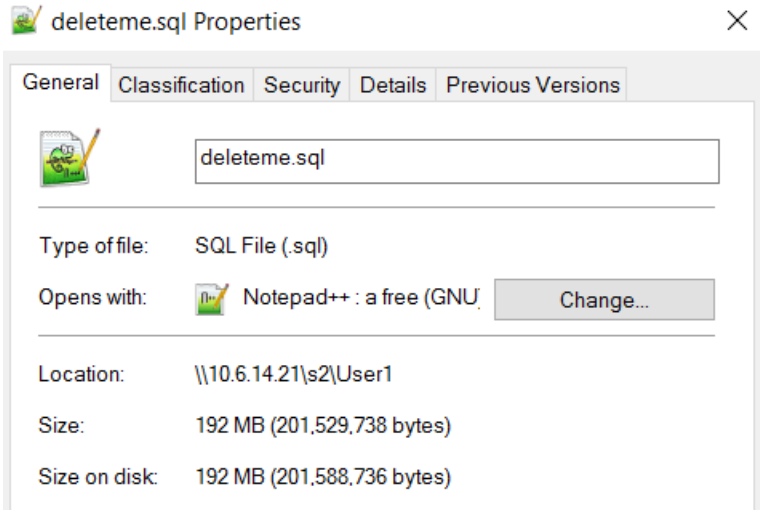 deleteme.sql Properties
General Classification Security Details Previous Versions
deleteme.sql
Type of file: SQL File (.sql)
Opens with: Notepad++ : a free (GNU) Change...
Location: \\10.6.14.21\s2\User1
Size: 192 MB (201,529,738 bytes)
Size on disk: 192 MB (201,588,736 bytes)